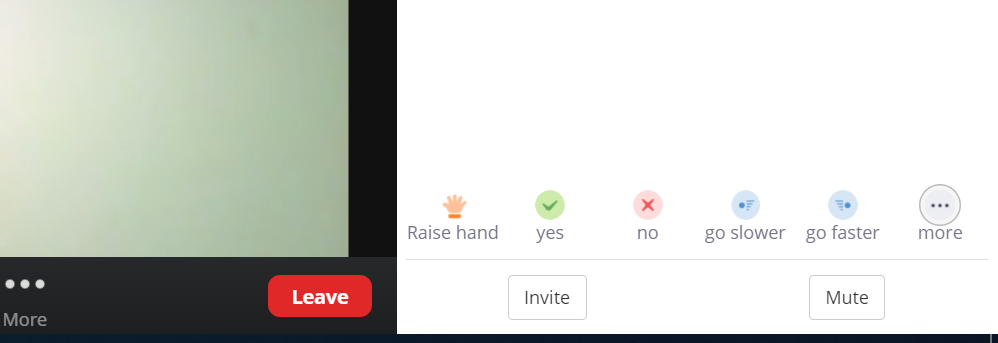 Raise hand yes no go slower go faster more
Leave
Invite Mute
More